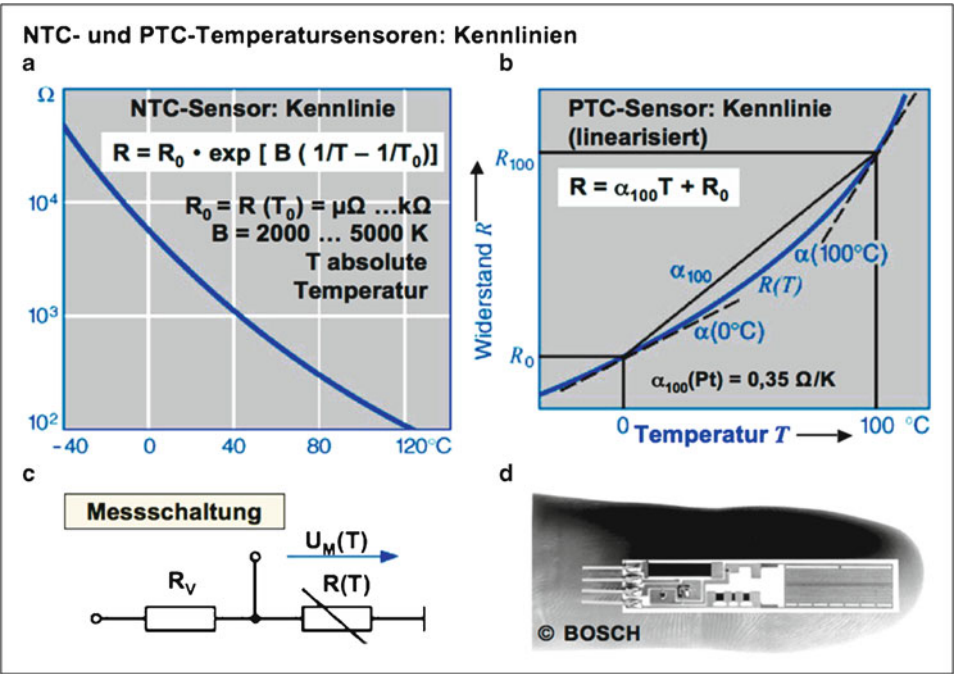 NTC- und PTC-Temperatursensoren: Kennlinien
a
Ω
NTC-Sensor: Kennlinie
R = R₀ • exp [ B ( 1/T – 1/T₀)]
R₀ = R (T₀) = µΩ ...kΩ
B = 2000 ... 5000 K
T absolute
Temperatur
10⁴
10³
10²
-40 0 40 80 120°C
b
PTC-Sensor: Kennlinie
(linearisiert)
R = α₁₀₀T + R₀
R₁₀₀
Widerstand R
R₀
α₁₀₀
α(100°C)
R(T)
α(0°C)
α₁₀₀(Pt) = 0,35 Ω/K
0 Temperatur T 100 °C
c
Messschaltung
U_M(T)
R_V
R(T)
d
© BOSCH